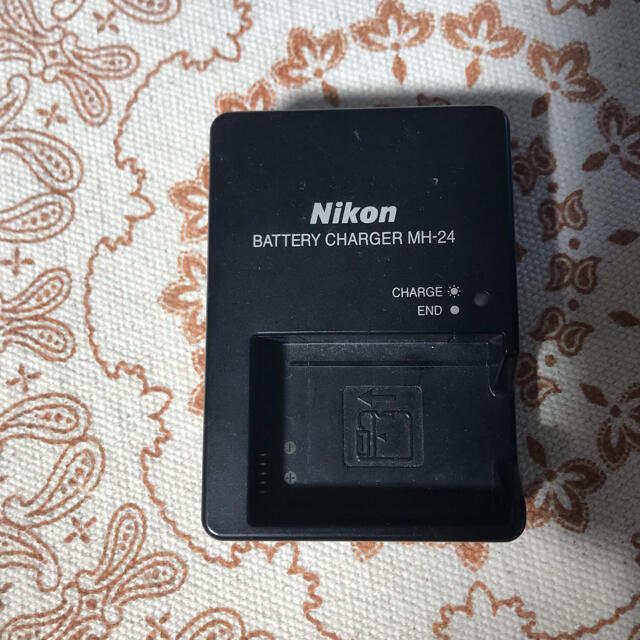 Nikon
BATTERY CHARGER MH-24
CHARGE
END